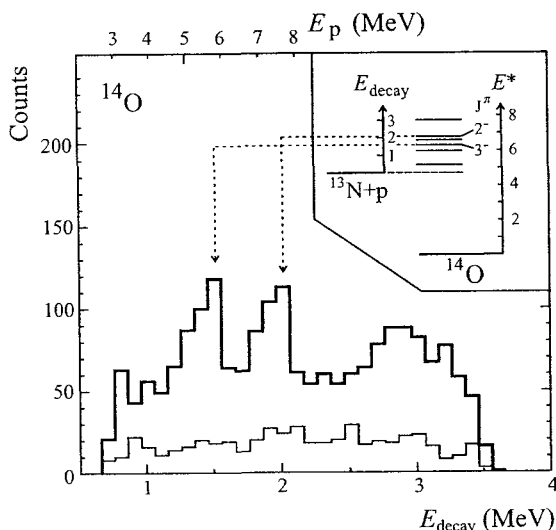 E_p (MeV)
3 4 5 6 7 8
¹⁴O
Counts
200
150
100
50
0
E_decay
3
2
1
¹³N+p
E*
J^π
2⁻
3⁻
8
6
4
2
¹⁴O
1 2 3 4
E_decay (MeV)